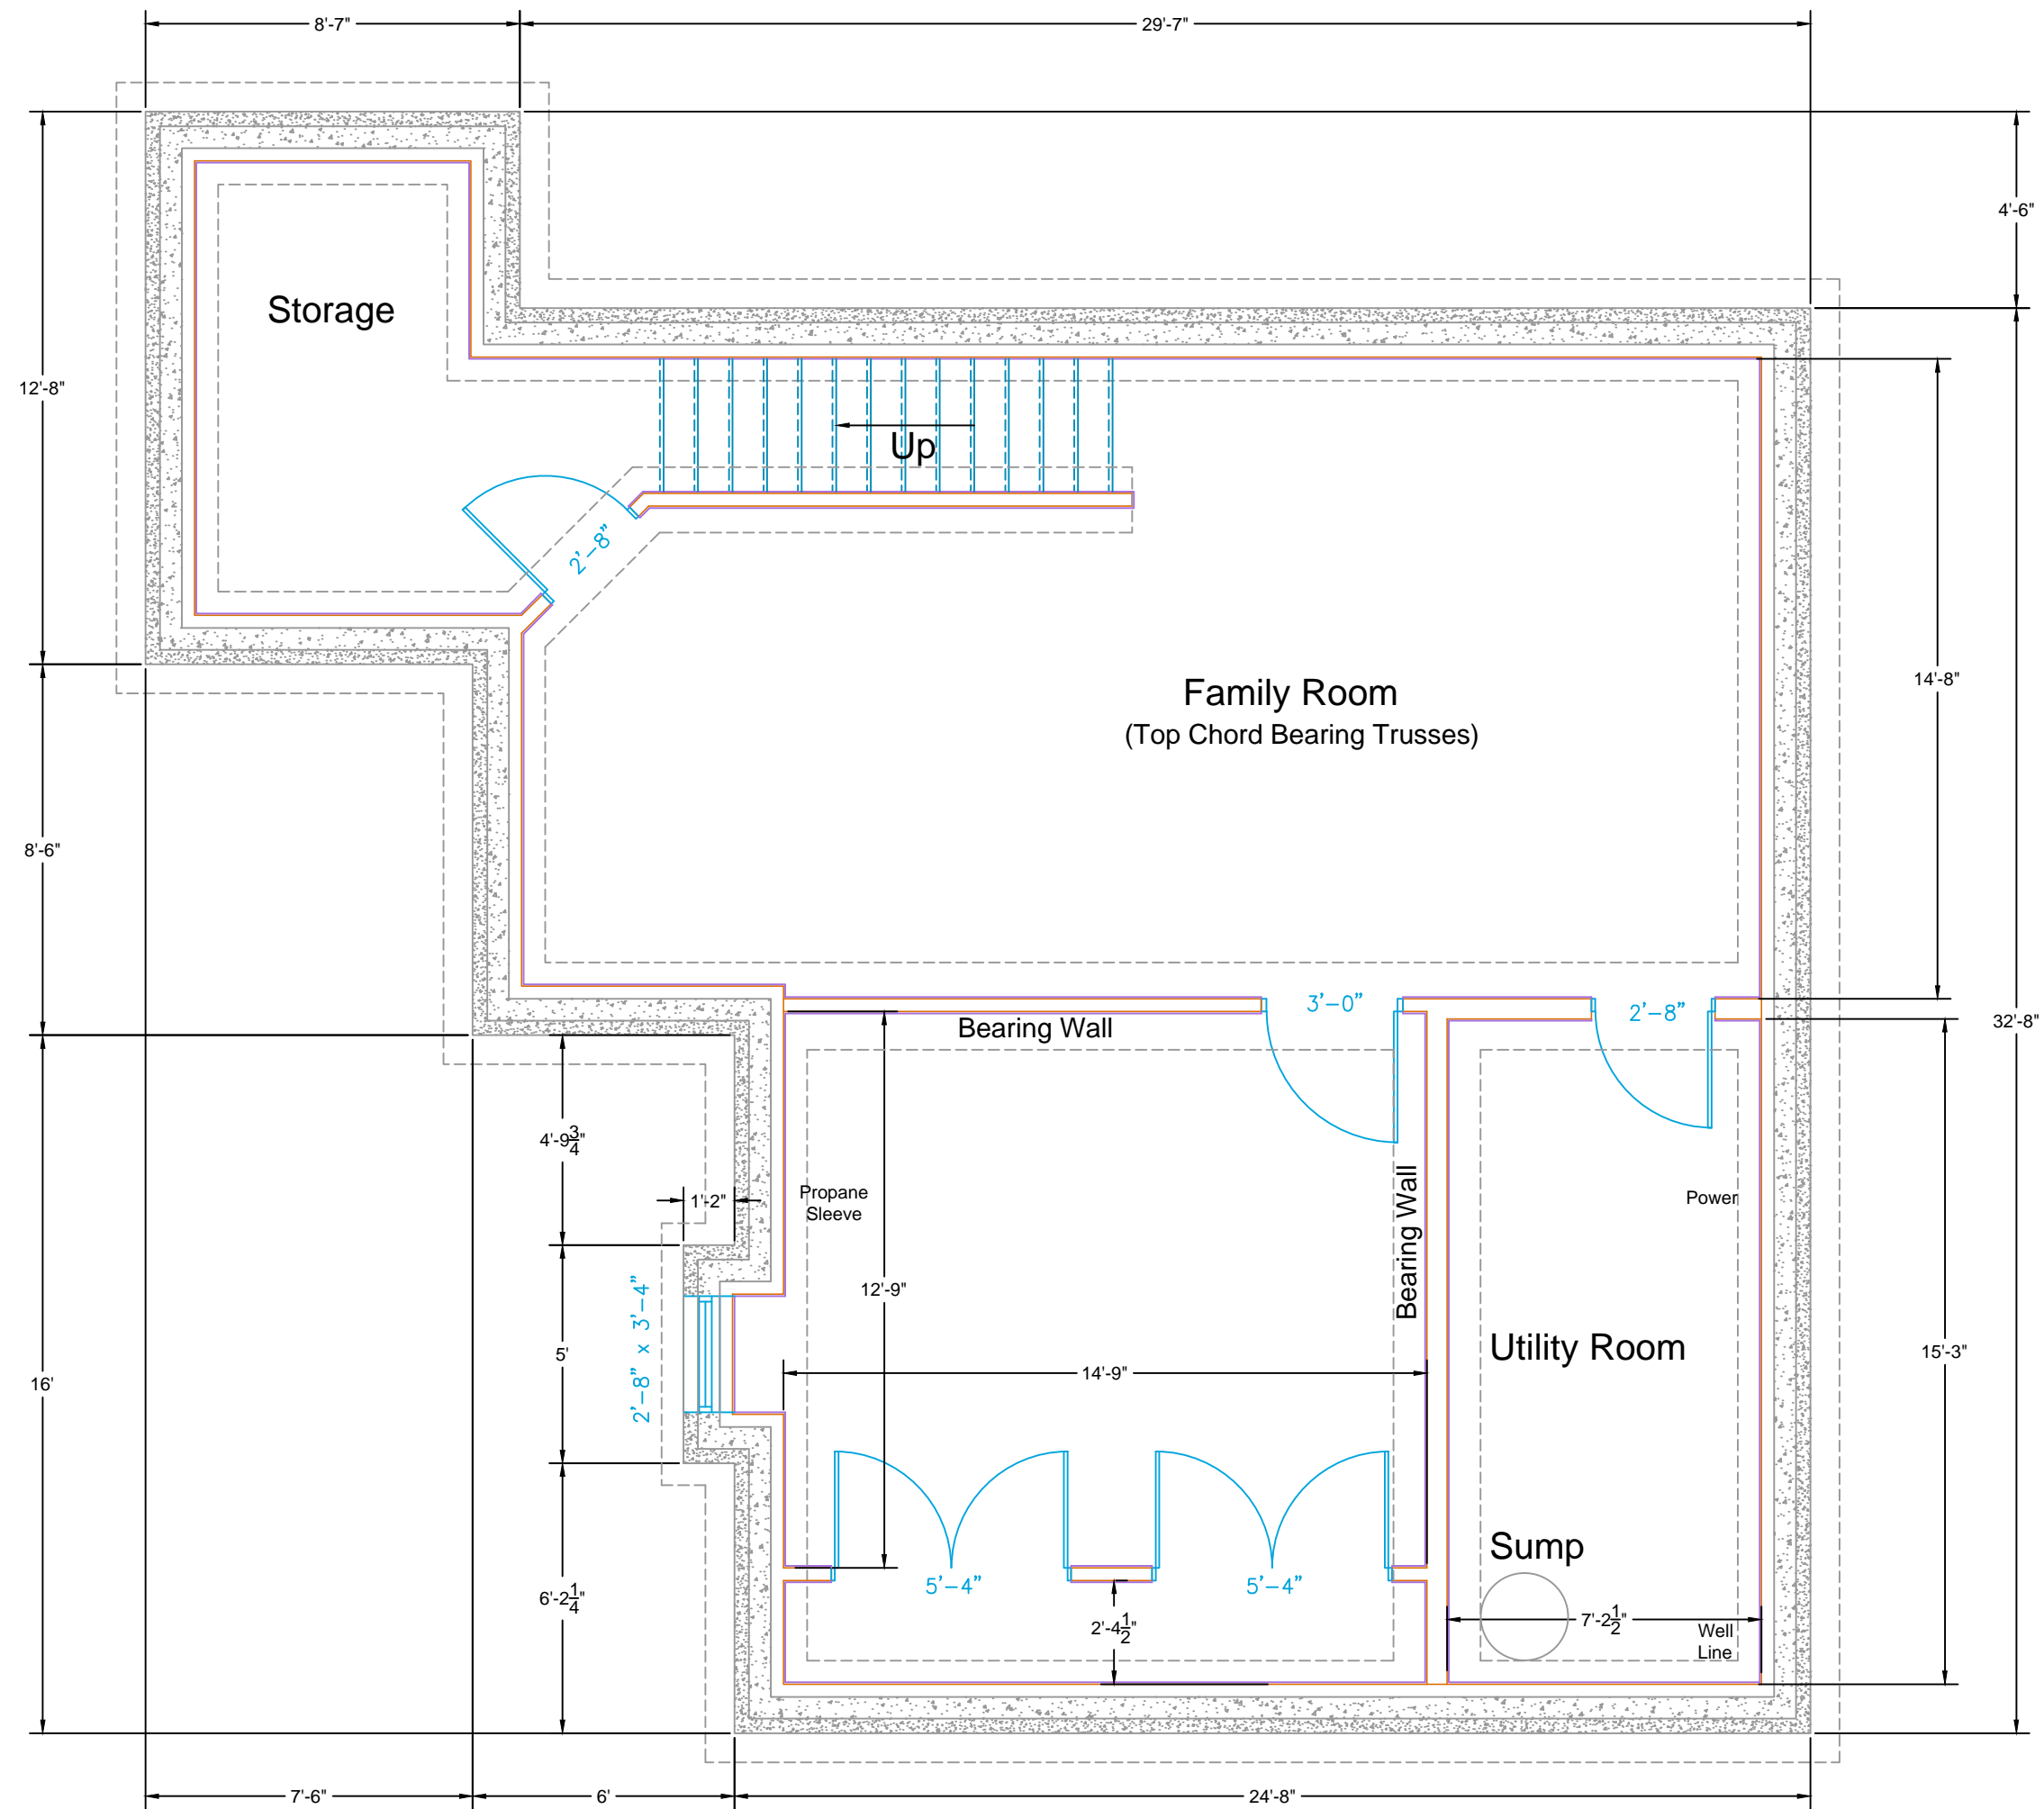 8'-7"
29'-7"
4'-6"
Storage
12'-8"
Up
2'-8"
14'-8"
Family Room
(Top Chord Bearing Trusses)
8'-6"
3'-0"
2'-8"
32'-8"
Bearing Wall
4'-9 3/4"
1'-2"
Propane
Sleeve
Bearing Wall
Power
12'-9"
2'-8" x 3'-4"
5'
14'-9"
Utility Room
15'-3"
16'
Sump
5'-4"
5'-4"
6'-2 1/4"
2'-4 1/2"
7'-2 1/2"
Well
Line
7'-6"
6'
24'-8"